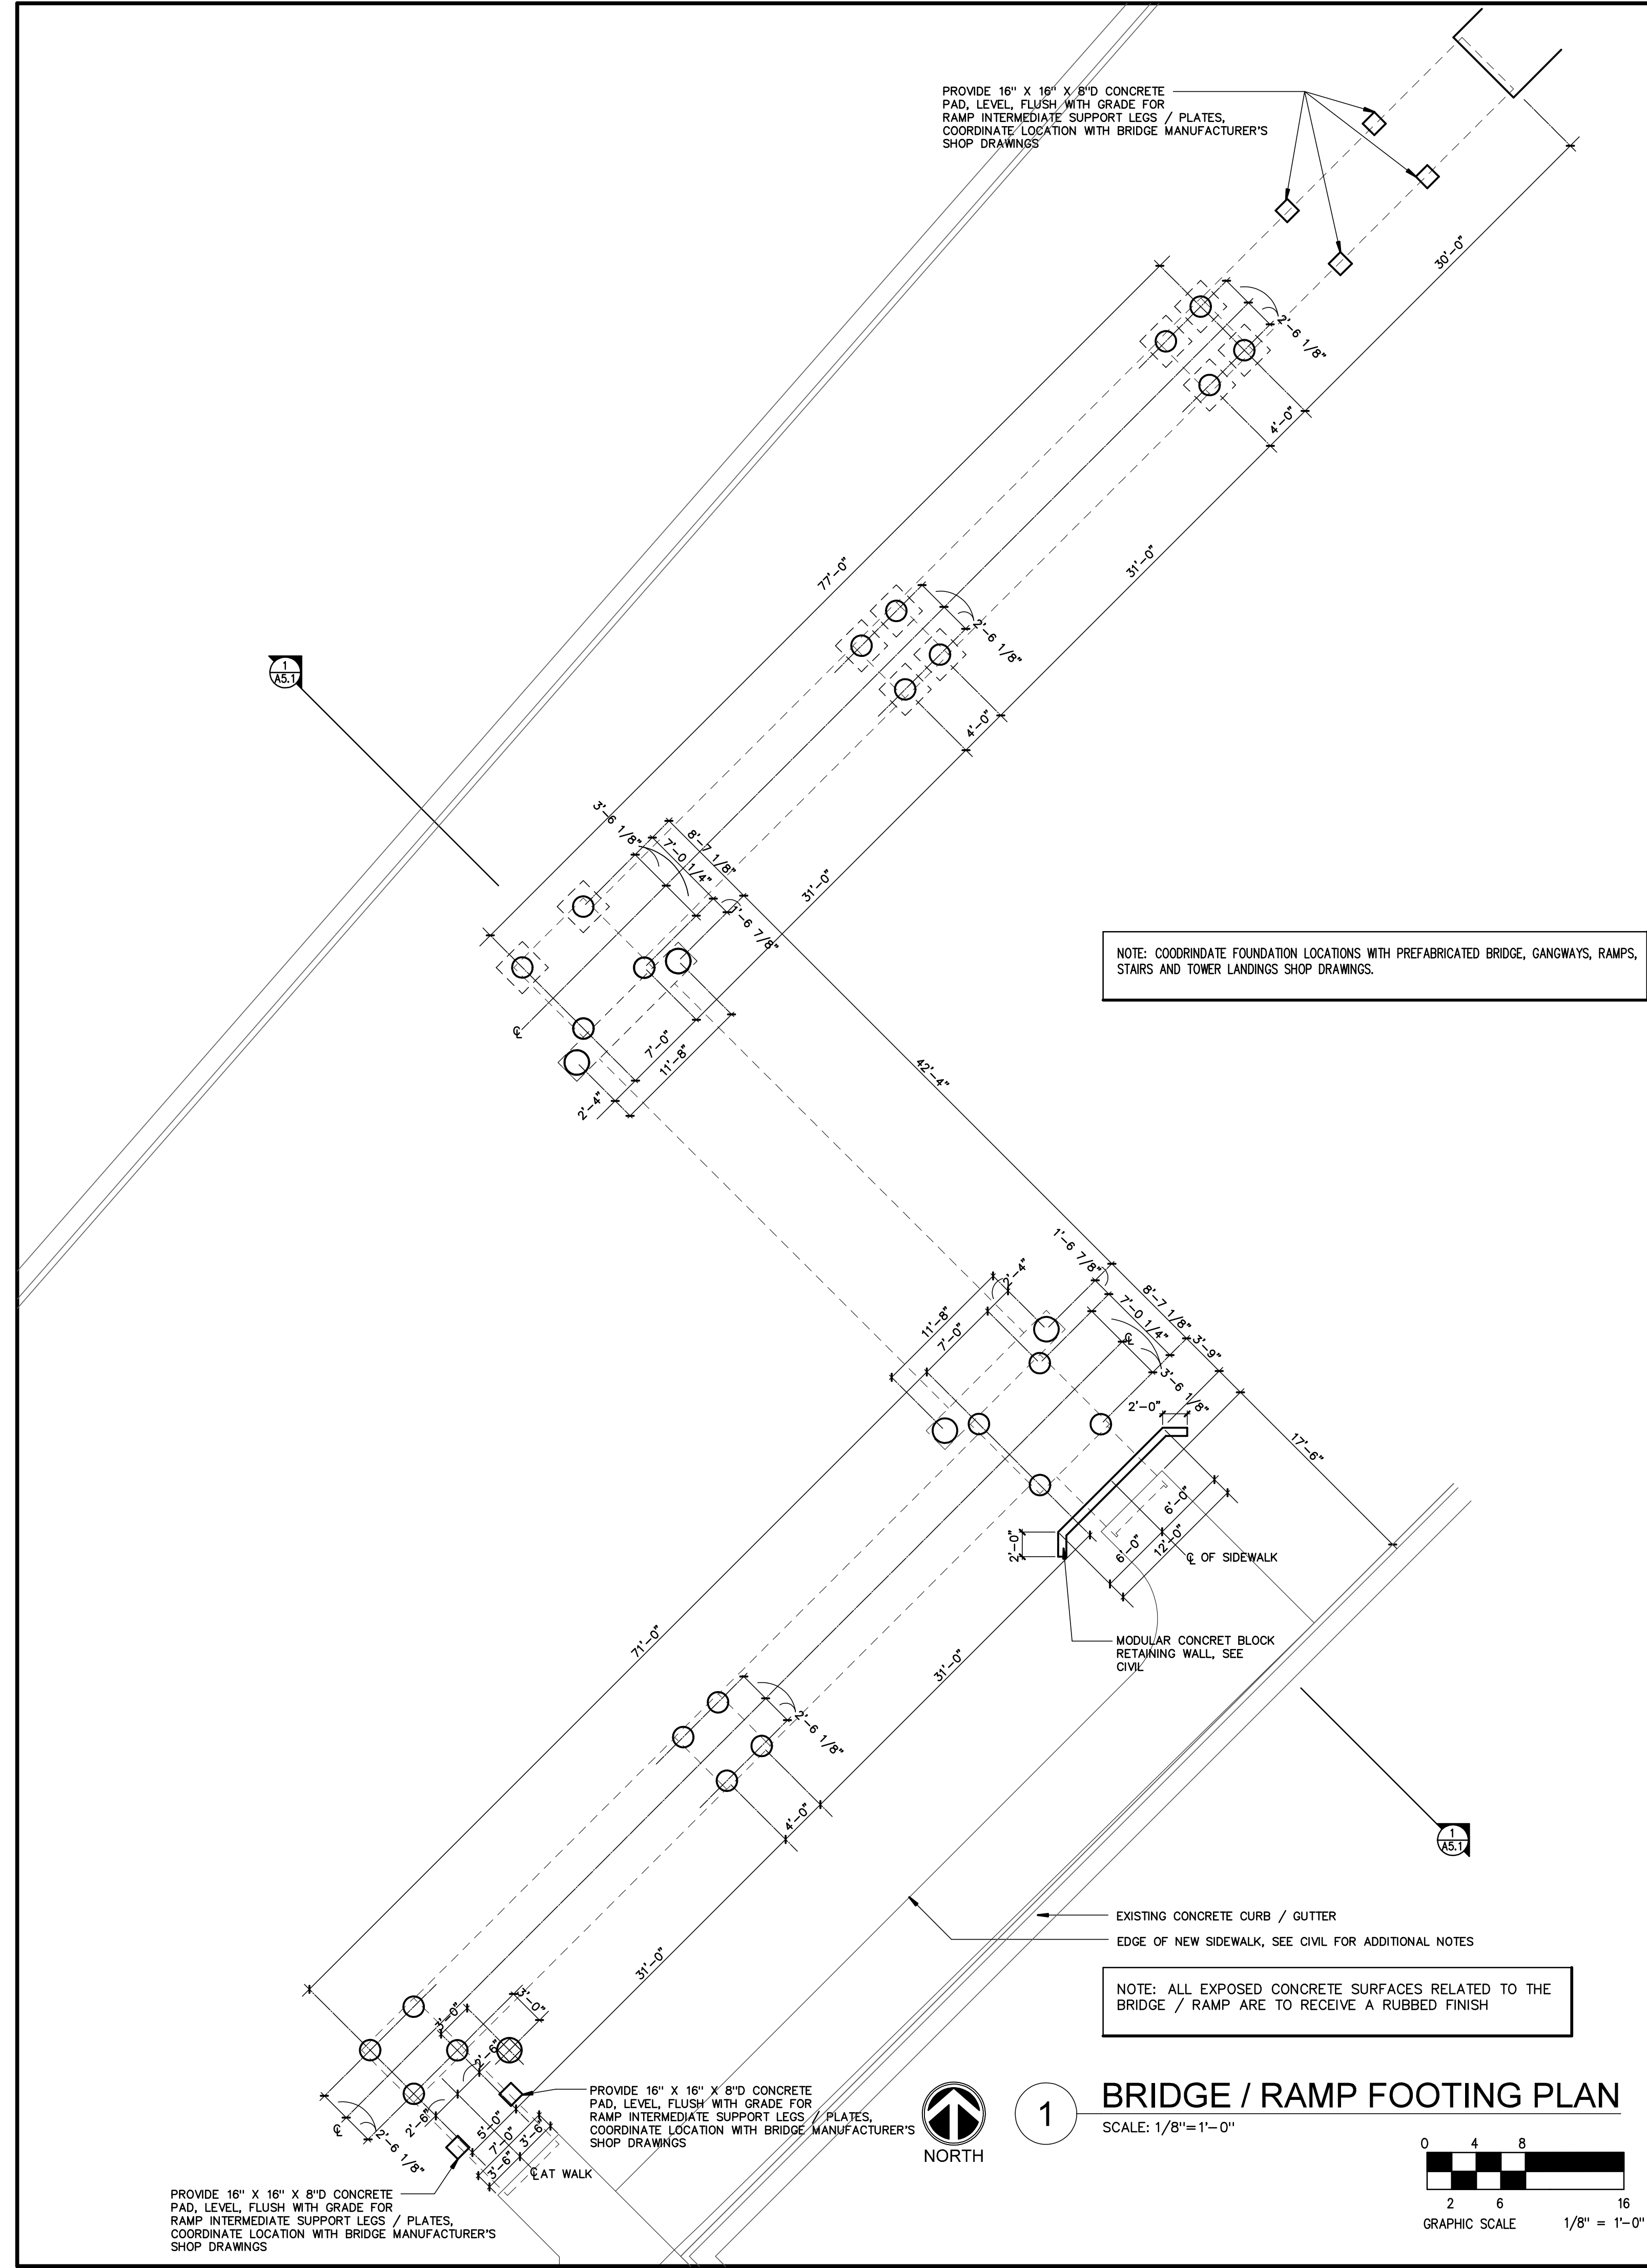 PROVIDE 16" X 16" X 8"D CONCRETE
PAD, LEVEL, FLUSH WITH GRADE FOR
RAMP INTERMEDIATE SUPPORT LEGS / PLATES,
COORDINATE LOCATION WITH BRIDGE MANUFACTURER'S
SHOP DRAWINGS
30'-0"
2'-6 1/8"
4'-0"
77'-0"
31'-0"
2'-6 1/8"
1
A5.1
4'-0"
3'-6 1/8"
8'-7 1/8"
7'-0 1/4"
31'-0"
1'-6 7/8"
NOTE: COODRINDATE FOUNDATION LOCATIONS WITH PREFABRICATED BRIDGE, GANGWAYS, RAMPS,
STAIRS AND TOWER LANDINGS SHOP DRAWINGS.
℄
7'-0"
11'-8"
2'-4"
42'-4"
1'-6 7/8"
2'-4"
11'-8"
7'-0"
8'-7 1/8"
7'-0 1/4"
℄
3'-9"
3'-6 1/8"
2'-0"
17'-6"
6'-0"
2'-0"
6'-0"
12'-0"
℄ OF SIDEWALK
71'-0"
MODULAR CONCRET BLOCK
RETAINING WALL, SEE
CIVIL
31'-0"
2'-6 1/8"
4'-0"
1
A5.1
EXISTING CONCRETE CURB / GUTTER
EDGE OF NEW SIDEWALK, SEE CIVIL FOR ADDITIONAL NOTES
31'-0"
NOTE: ALL EXPOSED CONCRETE SURFACES RELATED TO THE
BRIDGE / RAMP ARE TO RECEIVE A RUBBED FINISH
3'-0"
3'-0"
2'-6"
2'-6"
5'-0"
7'-0"
3'-6"
3'-6"
℄
2'-6 1/8"
℄ AT WALK
PROVIDE 16" X 16" X 8"D CONCRETE
PAD, LEVEL, FLUSH WITH GRADE FOR
RAMP INTERMEDIATE SUPPORT LEGS / PLATES,
COORDINATE LOCATION WITH BRIDGE MANUFACTURER'S
SHOP DRAWINGS
PROVIDE 16" X 16" X 8"D CONCRETE
PAD, LEVEL, FLUSH WITH GRADE FOR
RAMP INTERMEDIATE SUPPORT LEGS / PLATES,
COORDINATE LOCATION WITH BRIDGE MANUFACTURER'S
SHOP DRAWINGS
NORTH
1
BRIDGE / RAMP FOOTING PLAN
SCALE: 1/8"=1'-0"
0 4 8
2 6 16
GRAPHIC SCALE 1/8" = 1'-0"